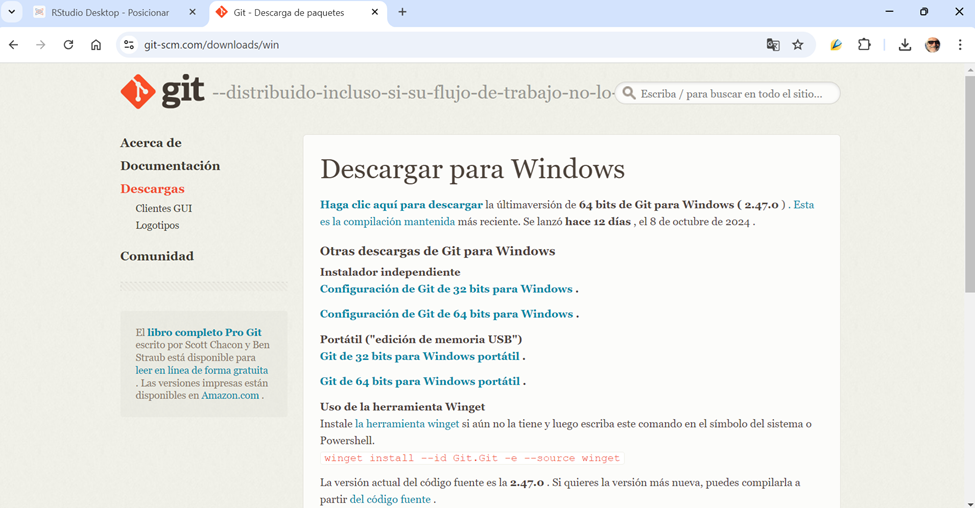 RStudio Desktop - Posicionar
Git - Descarga de paquetes
git-scm.com/downloads/win
git --distribuido-incluso-si-su-flujo-de-trabajo-no-lo-
Escriba / para buscar en todo el sitio...
Acerca de
Documentación
Descargas
Clientes GUI
Logotipos
Comunidad
El libro completo Pro Git
escrito por Scott Chacon y Ben
Straub está disponible para
leer en línea de forma gratuita
. Las versiones impresas están
disponibles en Amazon.com .
Descargar para Windows
Haga clic aquí para descargar la últimaversión de 64 bits de Git para Windows ( 2.47.0 ) . Esta
es la compilación mantenida más reciente. Se lanzó hace 12 días , el 8 de octubre de 2024 .
Otras descargas de Git para Windows
Instalador independiente
Configuración de Git de 32 bits para Windows .
Configuración de Git de 64 bits para Windows .
Portátil ("edición de memoria USB")
Git de 32 bits para Windows portátil .
Git de 64 bits para Windows portátil .
Uso de la herramienta Winget
Instale la herramienta winget si aún no la tiene y luego escriba este comando en el símbolo del sistema o
Powershell.
winget install --id Git.Git -e --source winget
La versión actual del código fuente es la 2.47.0 . Si quieres la versión más nueva, puedes compilarla a
partir del código fuente .